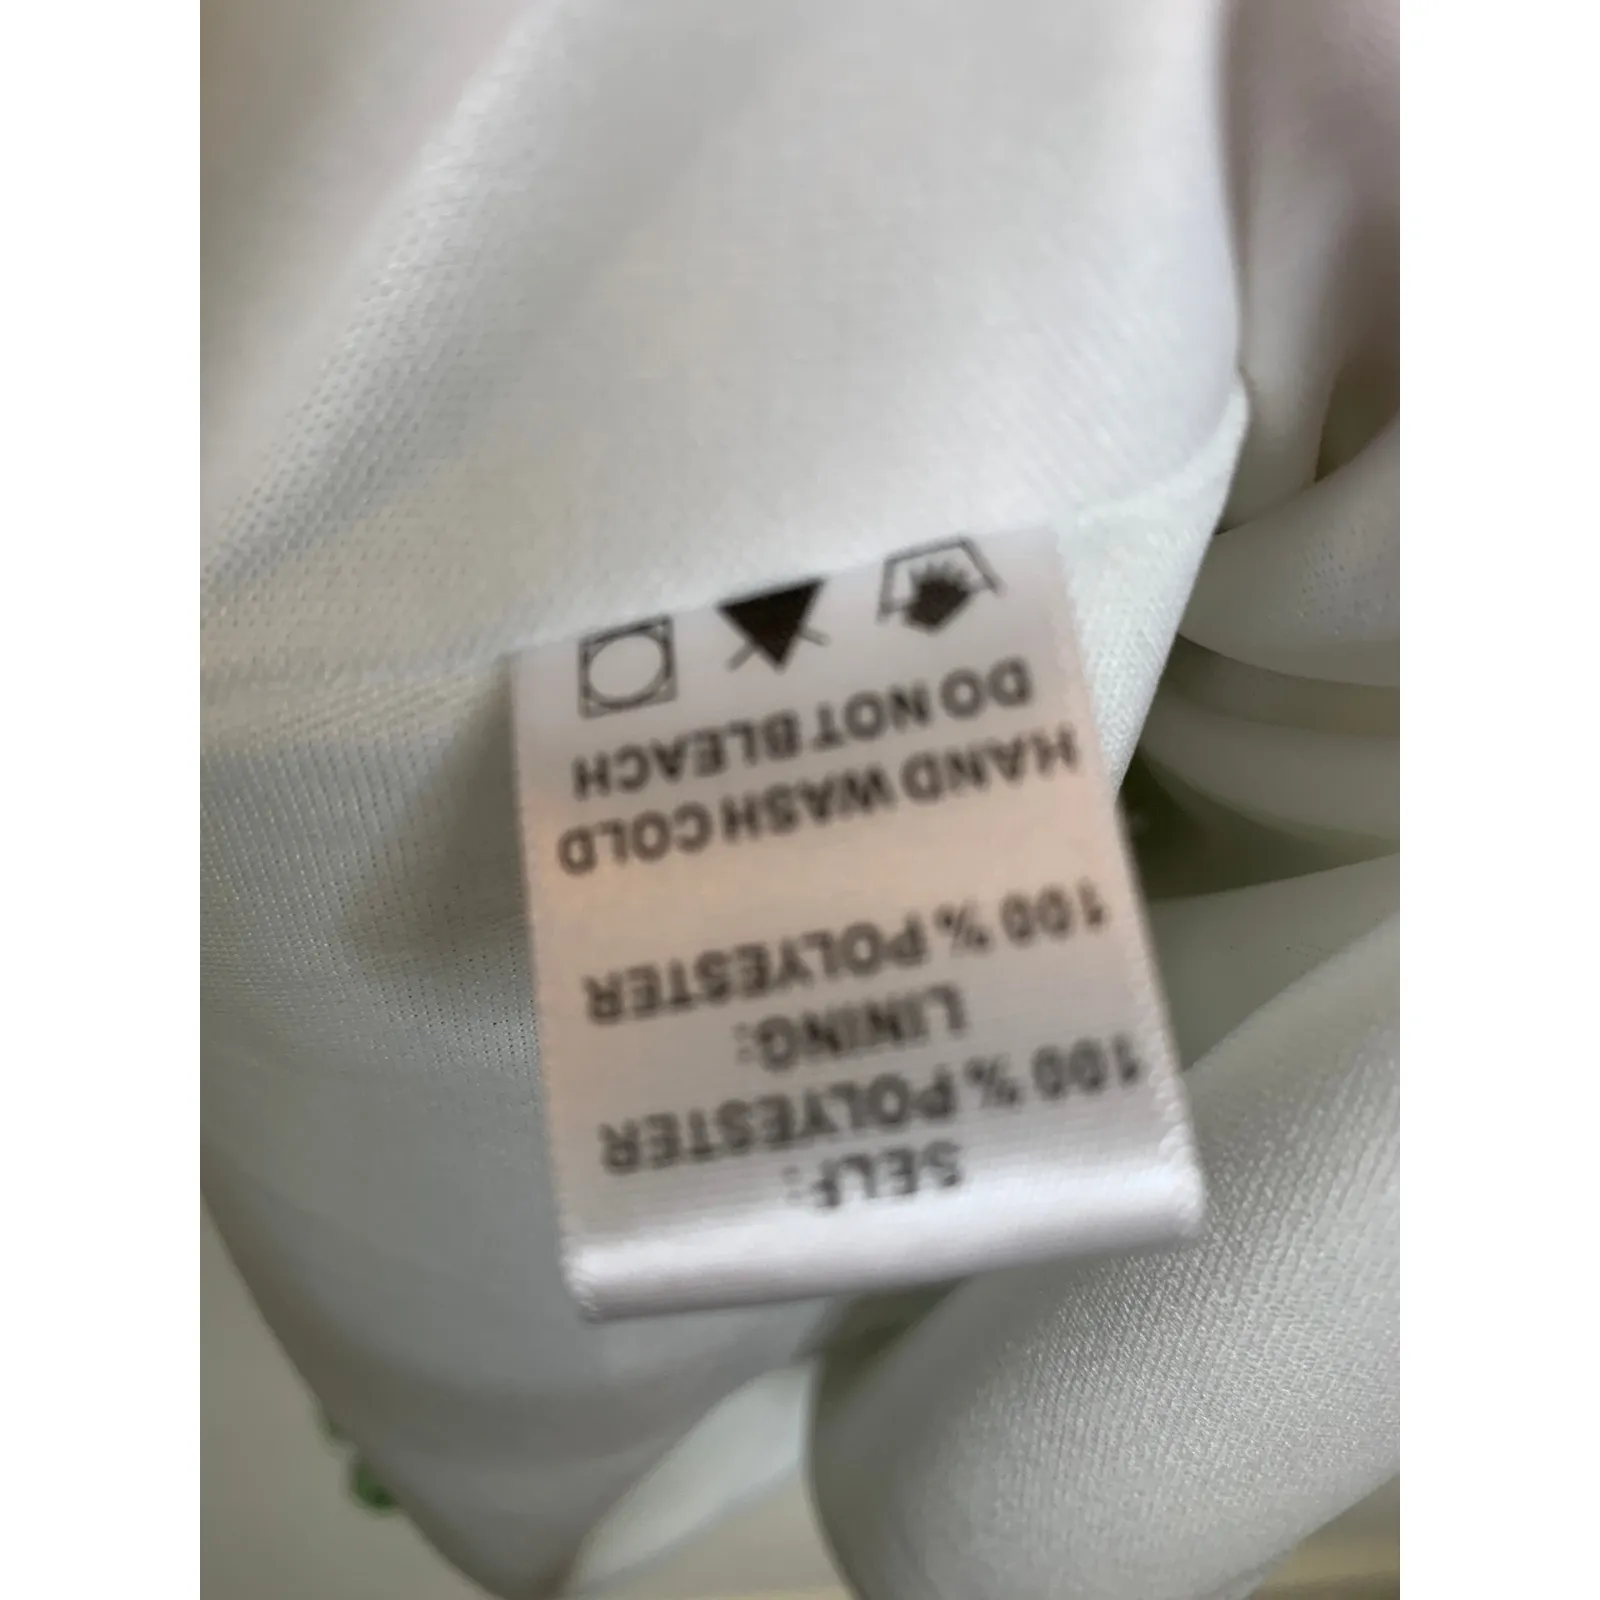 SELF:
100 % POLYESTER
LINING:
100 % POLYESTER
HAND WASH COLD
DO NOT BLEACH